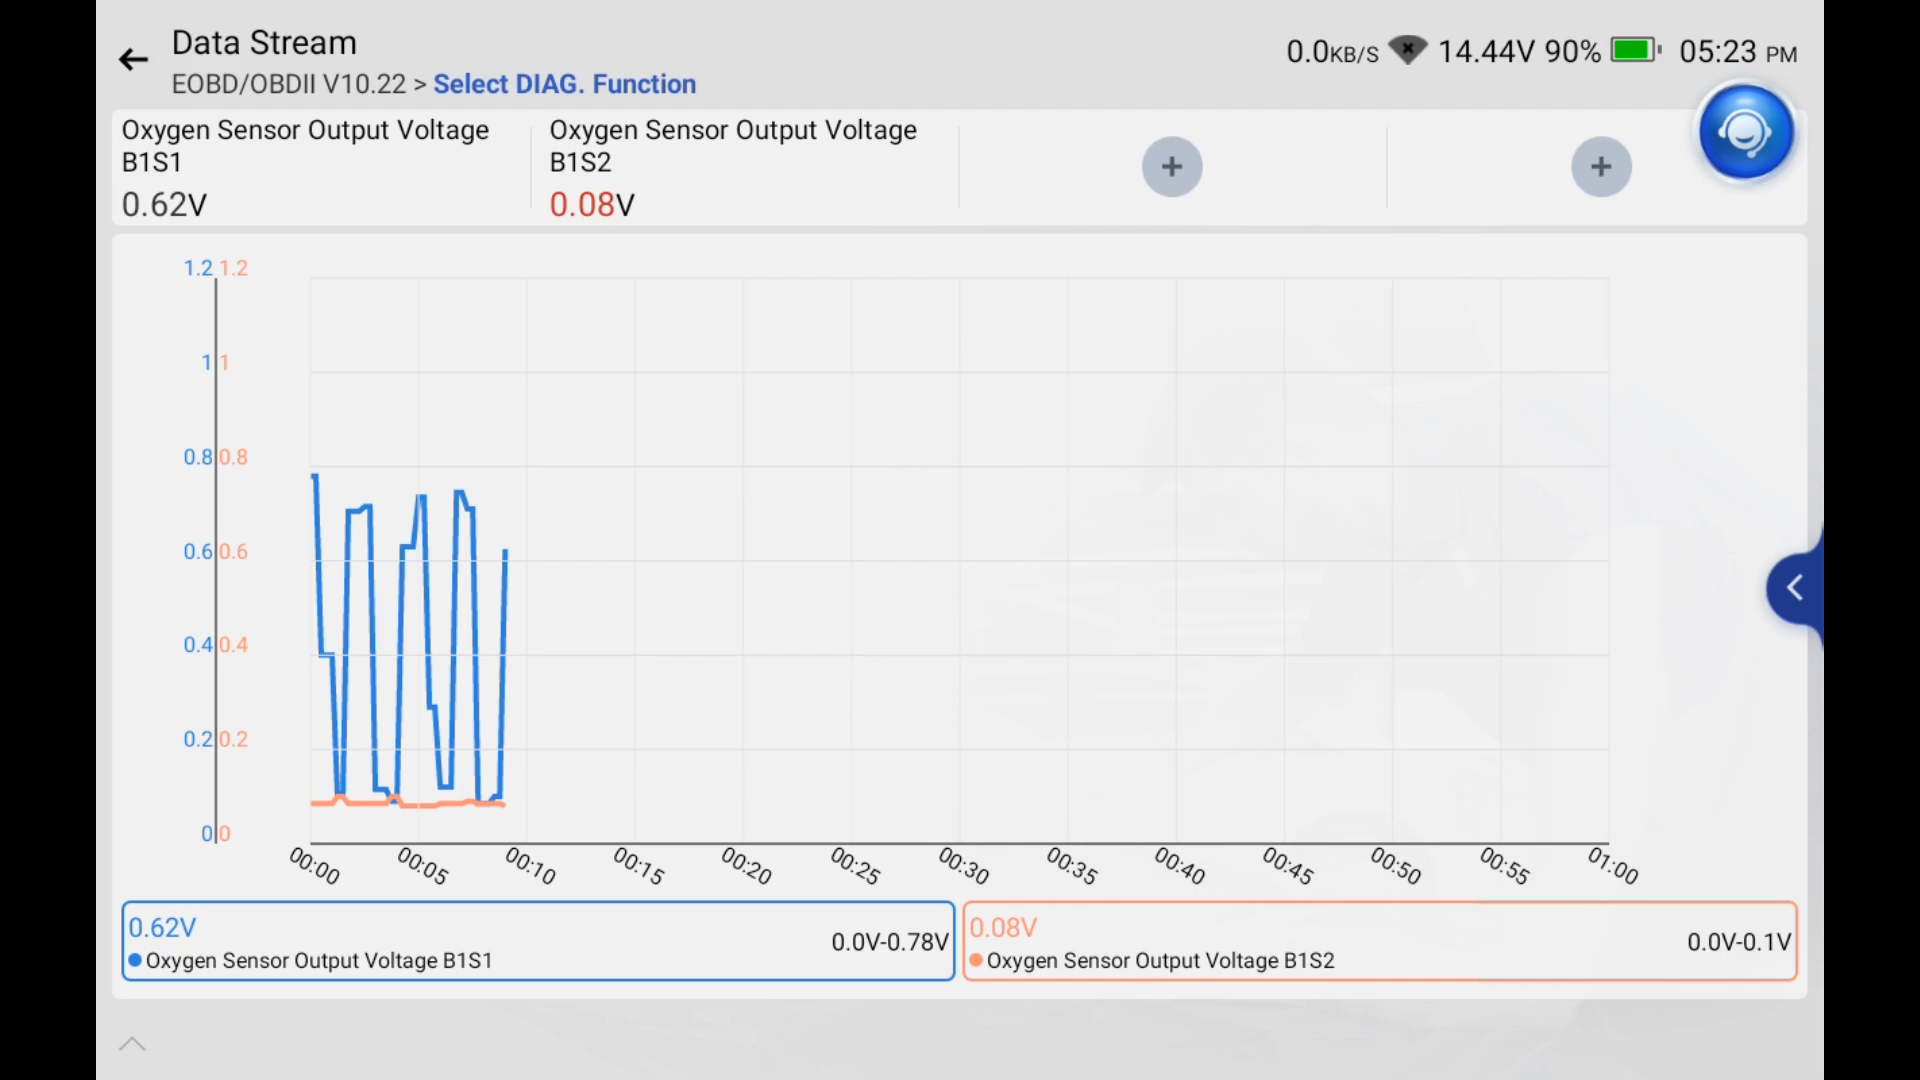 Data Stream
0.0KB/S 14.44V 90% 05:23 PM
EOBD/OBDII V10.22 > Select DIAG. Function
Oxygen Sensor Output Voltage
B1S1
0.62V
Oxygen Sensor Output Voltage
B1S2
0.08V
+
+
1.2 1.2
1 1
0.8 0.8
0.6 0.6
0.4 0.4
0.2 0.2
0 0
00:00 00:05 00:10 00:15 00:20 00:25 00:30 00:35 00:40 00:45 00:50 00:55 01:00
0.62V
Oxygen Sensor Output Voltage B1S1
0.0V-0.78V
0.08V
Oxygen Sensor Output Voltage B1S2
0.0V-0.1V